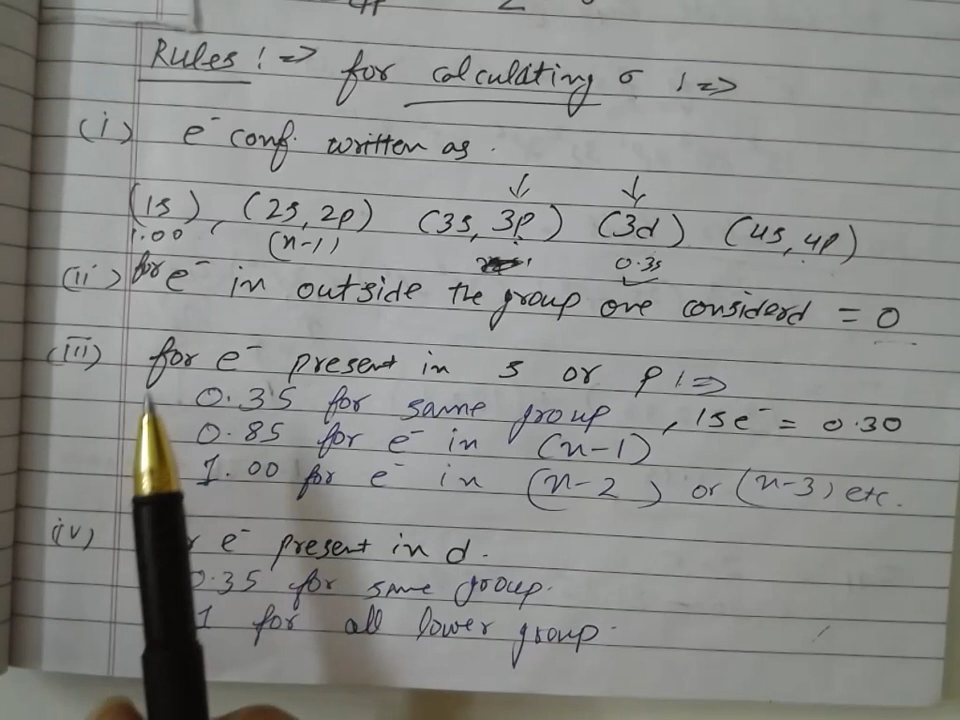 Rules :⇒ for calculating σ :⇒
(i) e⁻ conf. written as.
↓ ↓
(1s), (2s, 2p) (3s, 3p) (3d) (4s, 4p)
1.00 (n-1) 0.35
(ii) for e⁻ in outside the group one considerd = 0
(iii) for e⁻ present in s or p :⇒
0.35 for same group, 1s e⁻ = 0.30
0.85 for e⁻ in (n-1)
1.00 for e⁻ in (n-2) or (n-3) etc.
(iv) r e⁻ present in d.
0.35 for same group.
1 for all lower group.